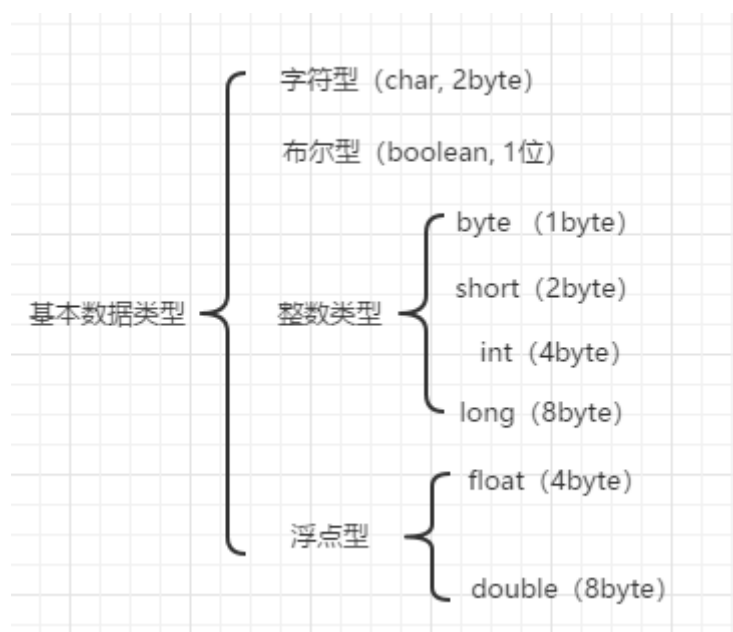 字符型（char, 2byte）
布尔型（boolean, 1位）
基本数据类型
整数类型
byte （1byte）
short（2byte）
int（4byte）
long（8byte）
浮点型
float（4byte）
double（8byte）